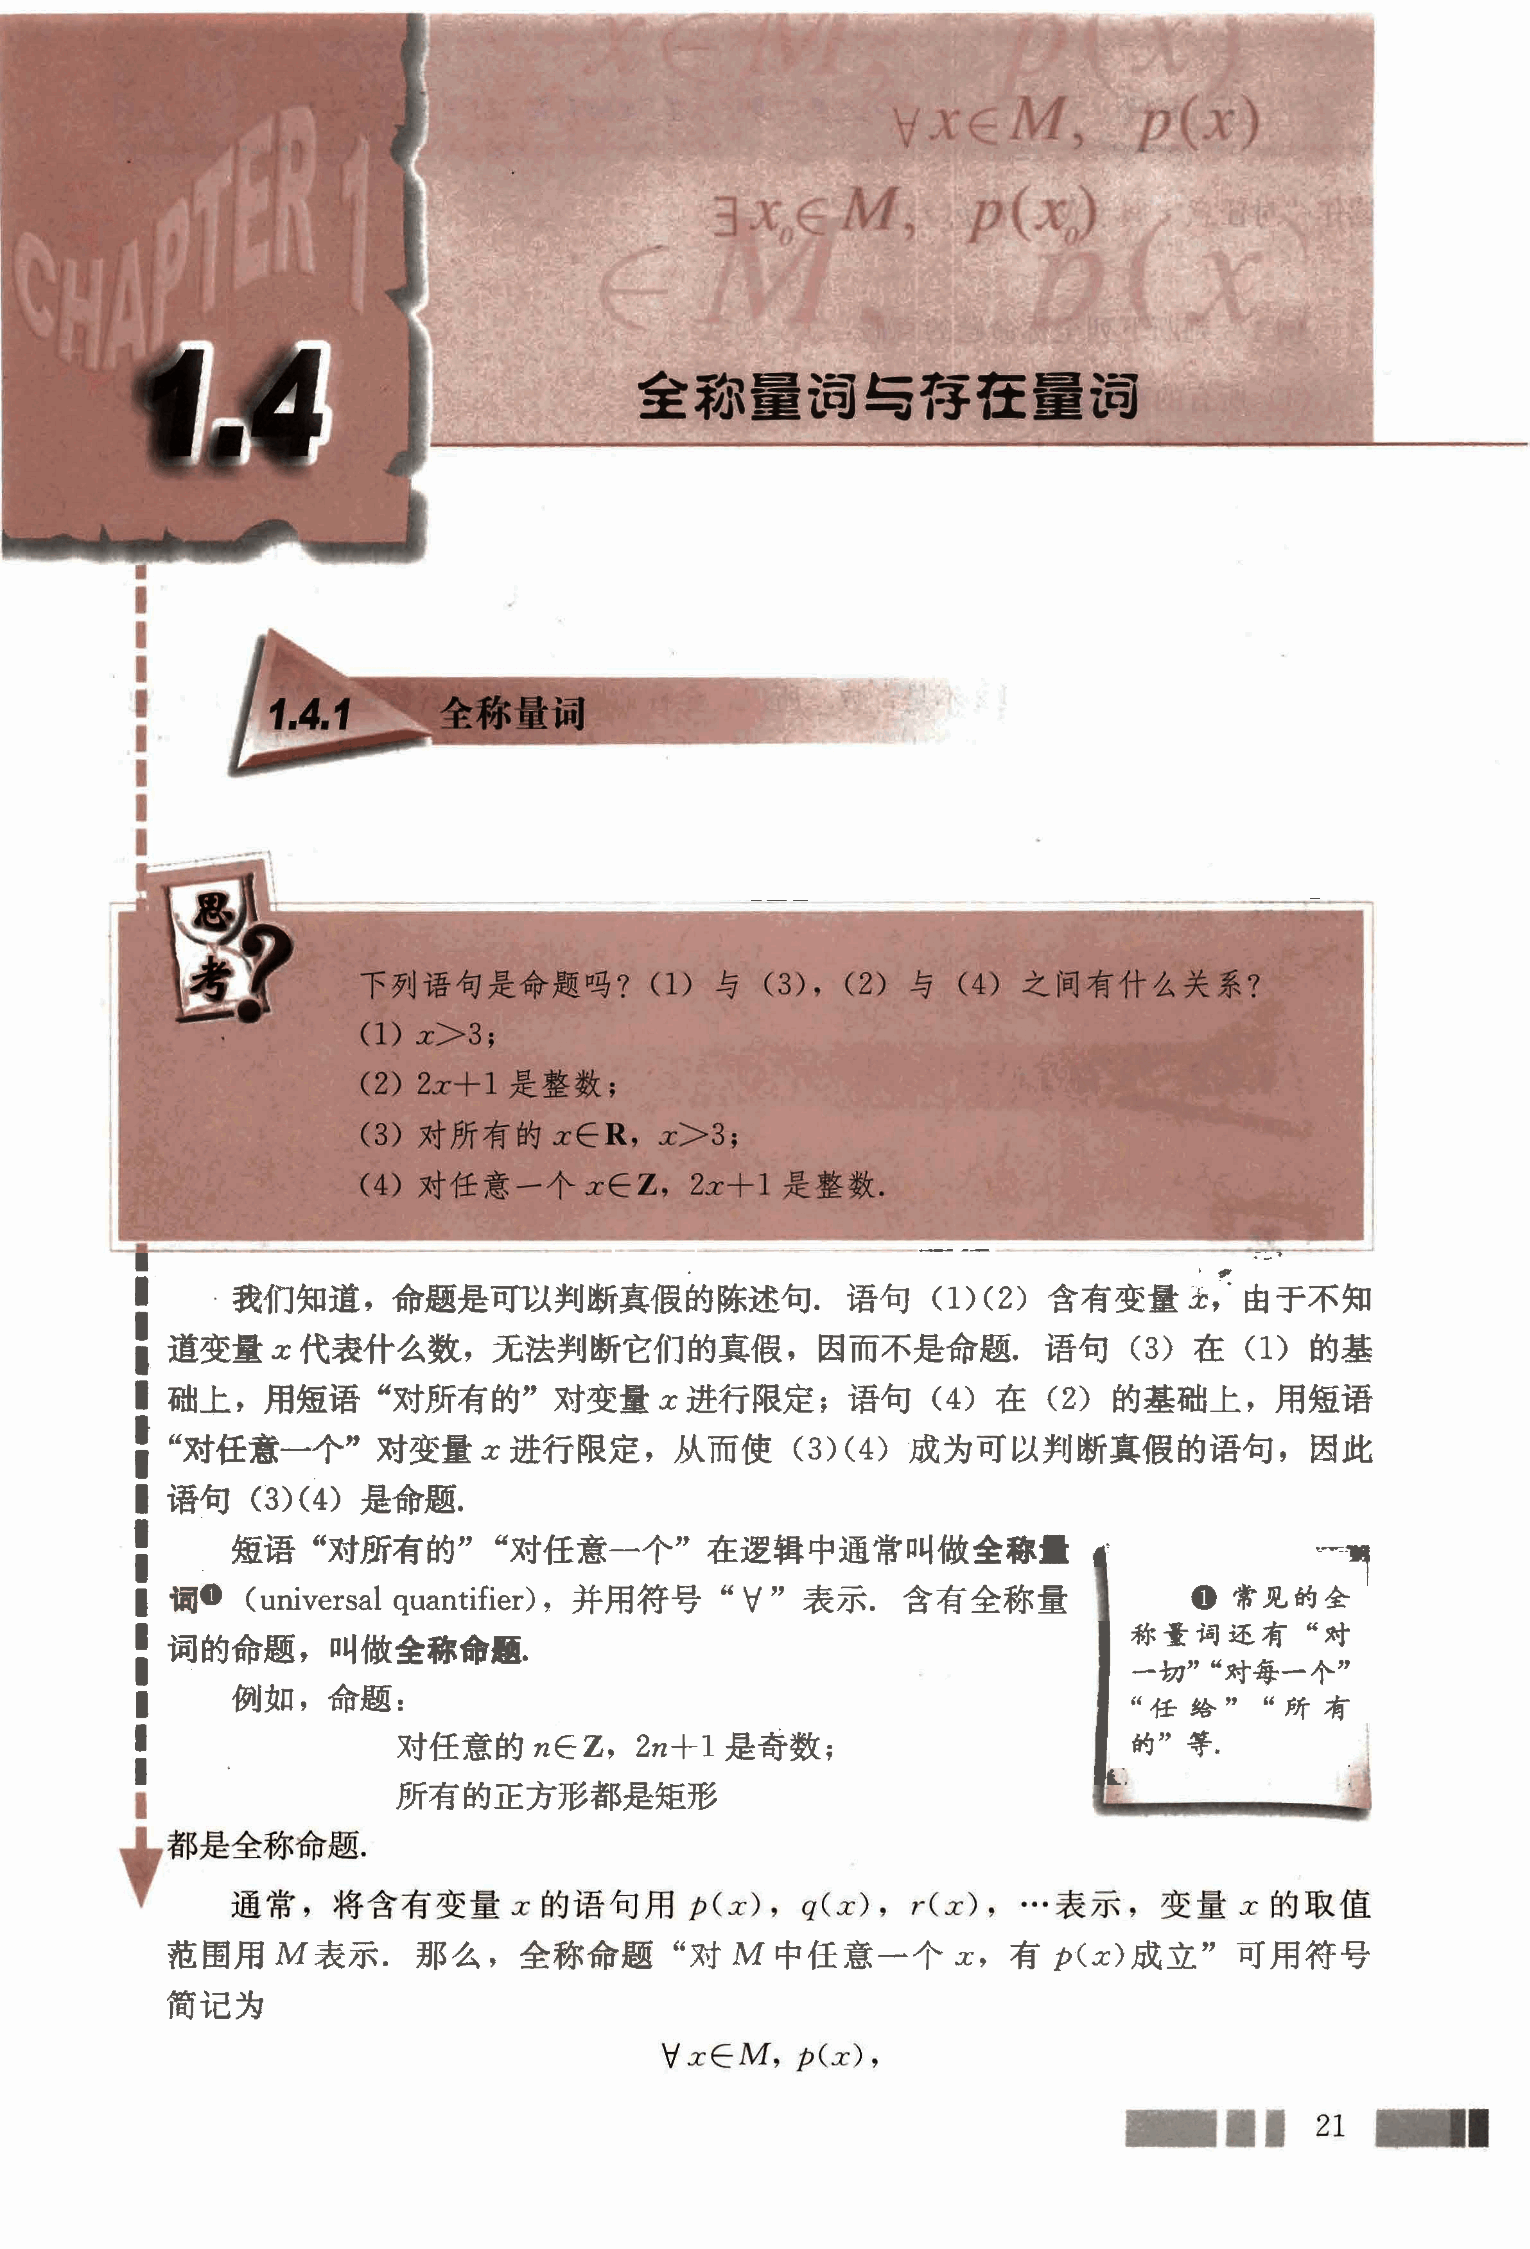 CHAPTER 1
x∈M, p(x)
∀x∈M, p(x)
∃x₀∈M, p(x₀)
∈M, p(x
1.4
全称量词与存在量词
1.4.1 全称量词
思考?
下列语句是命题吗?(1)与(3),(2)与(4)之间有什么关系?
(1) x>3;
(2) 2x+1 是整数;
(3) 对所有的 x∈R, x>3;
(4) 对任意一个 x∈Z, 2x+1 是整数.
我们知道,命题是可以判断真假的陈述句. 语句(1)(2)含有变量 x,由于不知
道变量 x 代表什么数,无法判断它们的真假,因而不是命题. 语句(3)在(1)的基
础上,用短语“对所有的”对变量 x 进行限定;语句(4)在(2)的基础上,用短语
“对任意一个”对变量 x 进行限定,从而使(3)(4)成为可以判断真假的语句,因此
语句(3)(4)是命题.
短语“对所有的”“对任意一个”在逻辑中通常叫做全称量
词❶(universal quantifier),并用符号“∀”表示. 含有全称量
词的命题,叫做全称命题.
❶ 常见的全
称量词还有“对
一切”“对每一个”
“任给”“所有
的”等.
例如,命题:
对任意的 n∈Z, 2n+1 是奇数;
所有的正方形都是矩形
都是全称命题.
通常,将含有变量 x 的语句用 p(x), q(x), r(x), …表示,变量 x 的取值
范围用 M 表示. 那么,全称命题“对 M 中任意一个 x,有 p(x)成立”可用符号
简记为
∀x∈M, p(x),
21